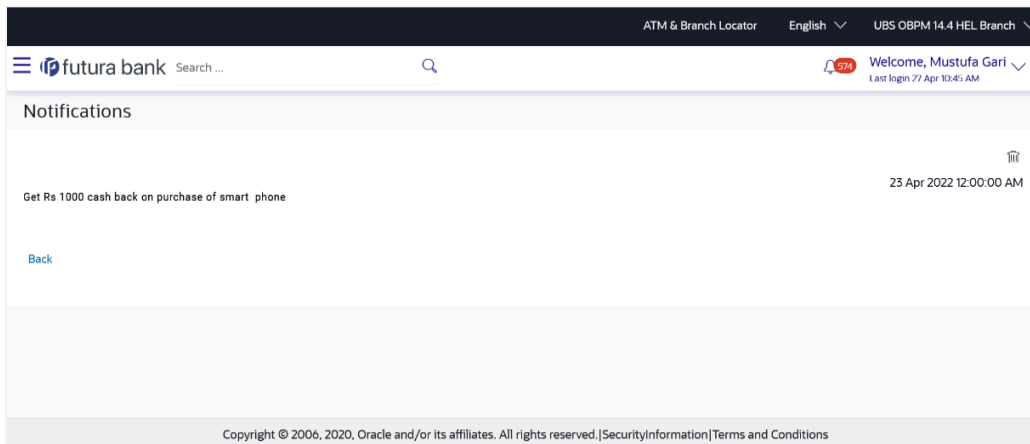 ATM & Branch Locator English UBS OBPM 14.4 HEL Branch
futura bank Search ... 574 Welcome, Mustufa Gari
Last login 27 Apr 10:45 AM
Notifications
23 Apr 2022 12:00:00 AM
Get Rs 1000 cash back on purchase of smart phone
Back
Copyright © 2006, 2020, Oracle and/or its affiliates. All rights reserved.|SecurityInformation|Terms and Conditions